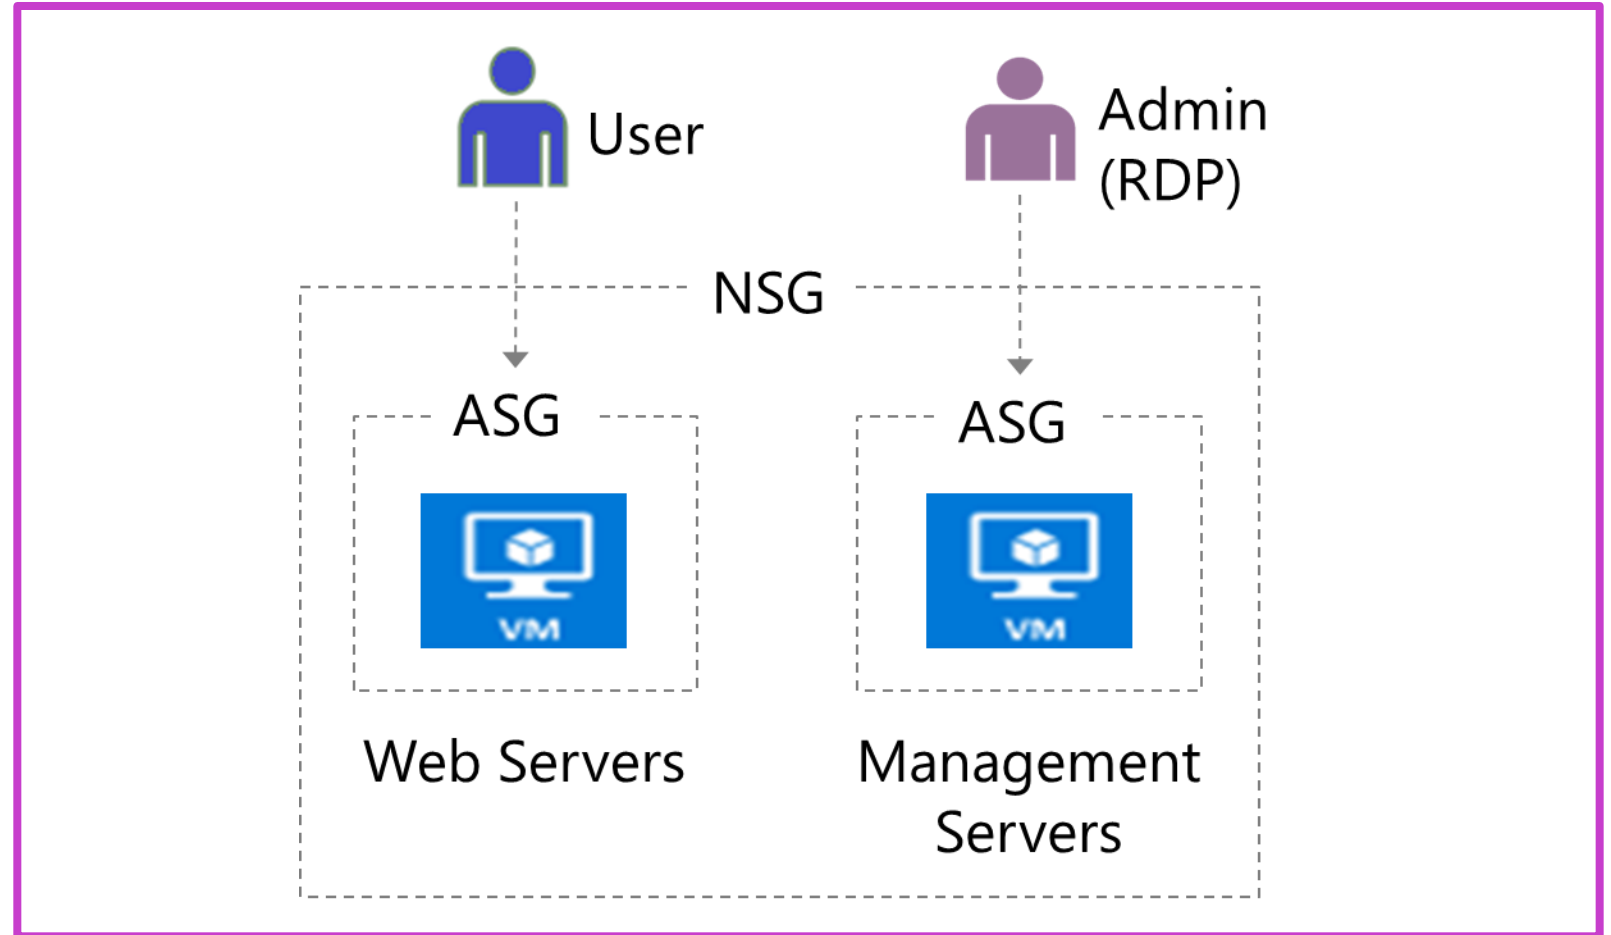 User
Admin
(RDP)
NSG
ASG
ASG
VM
VM
Web Servers
Management
Servers